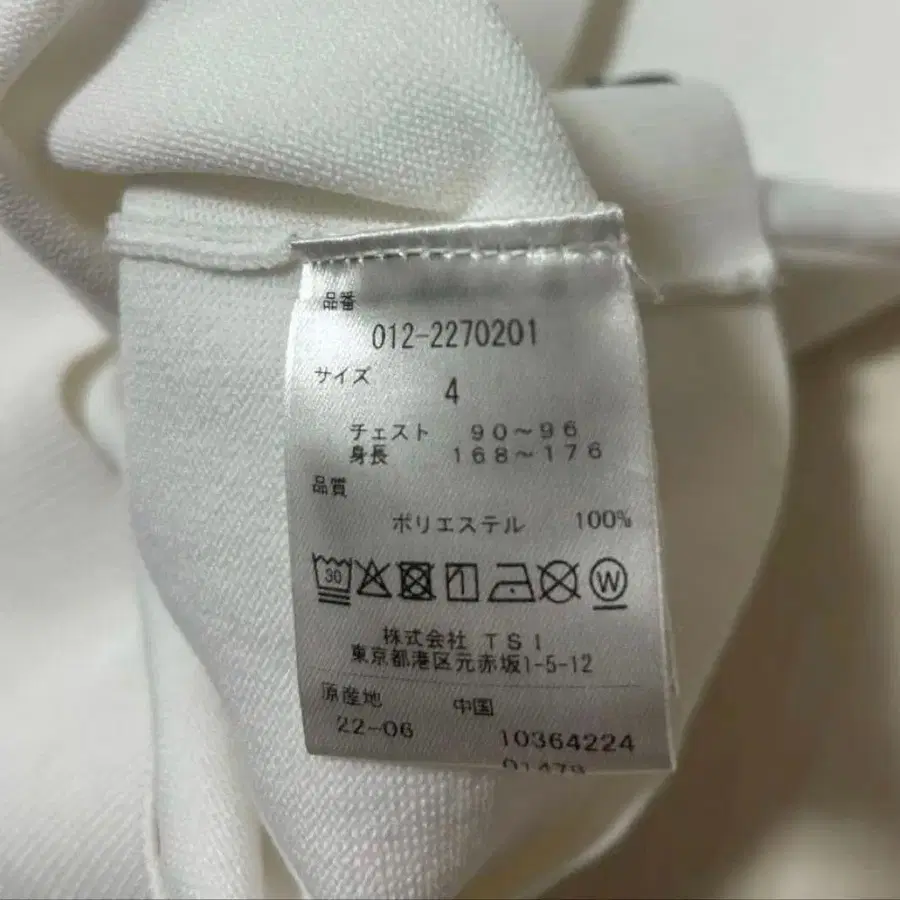 品番
012-2270201
サイズ
4
チェスト 90〜96
身長 168〜176
品質
ポリエステル 100%
30
W
株式会社 TSI
東京都港区元赤坂1-5-12
原産地 中国
22-06 10364224